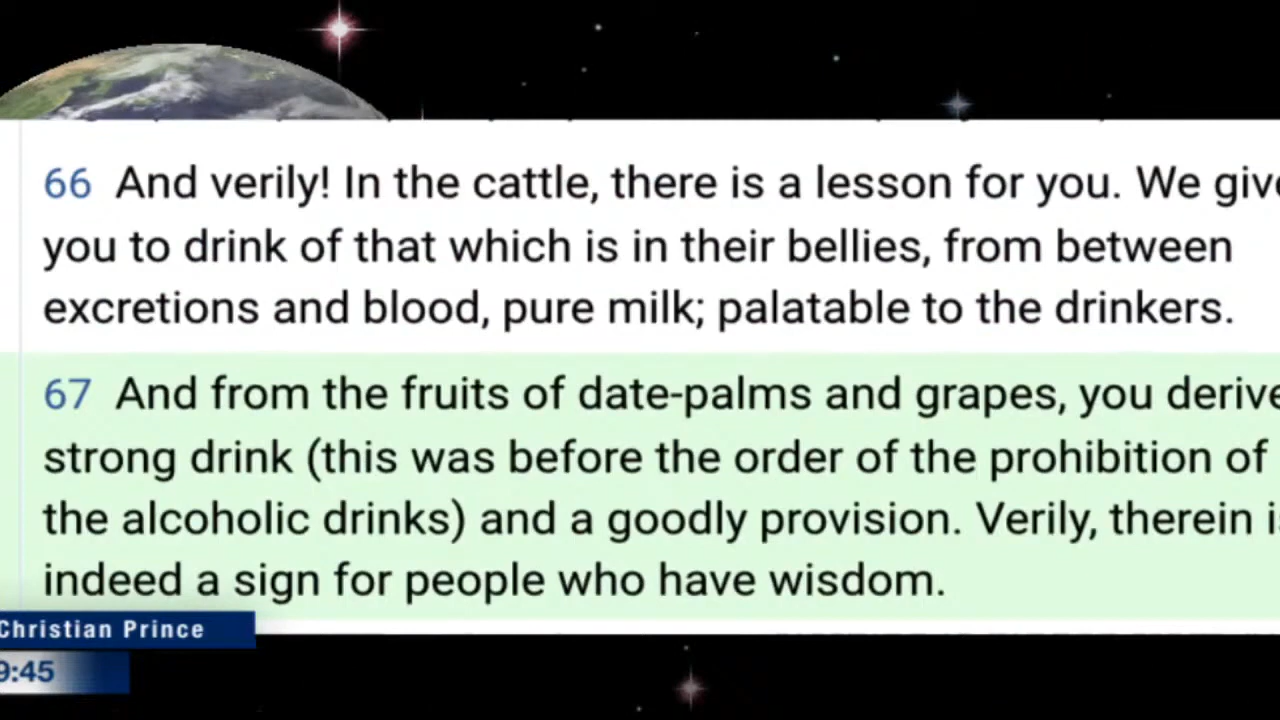 66 And verily! In the cattle, there is a lesson for you. We give
you to drink of that which is in their bellies, from between
excretions and blood, pure milk; palatable to the drinkers.
67 And from the fruits of date-palms and grapes, you derive
strong drink (this was before the order of the prohibition of
the alcoholic drinks) and a goodly provision. Verily, therein is
indeed a sign for people who have wisdom.
Christian Prince
9:45